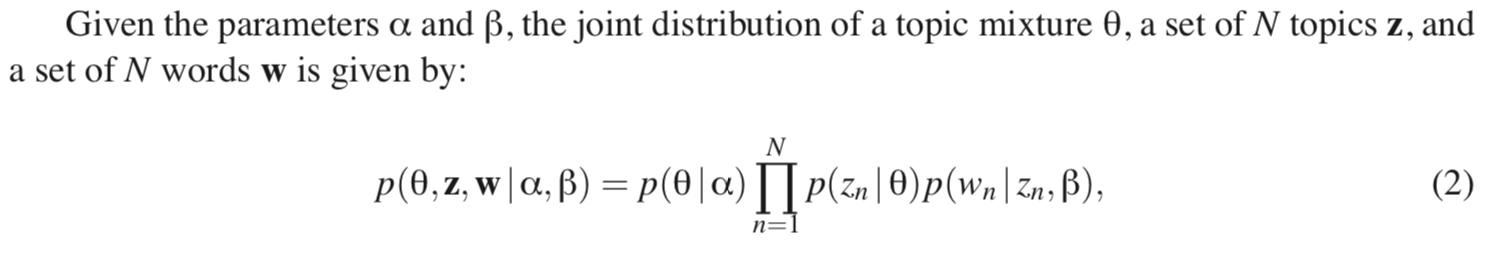 Given the parameters α and β, the joint distribution of a topic mixture θ, a set of N topics z, and
a set of N words w is given by:
p(θ, z, w | α, β) = p(θ | α) ∏_{n=1}^{N} p(z_n | θ) p(w_n | z_n, β), (2)